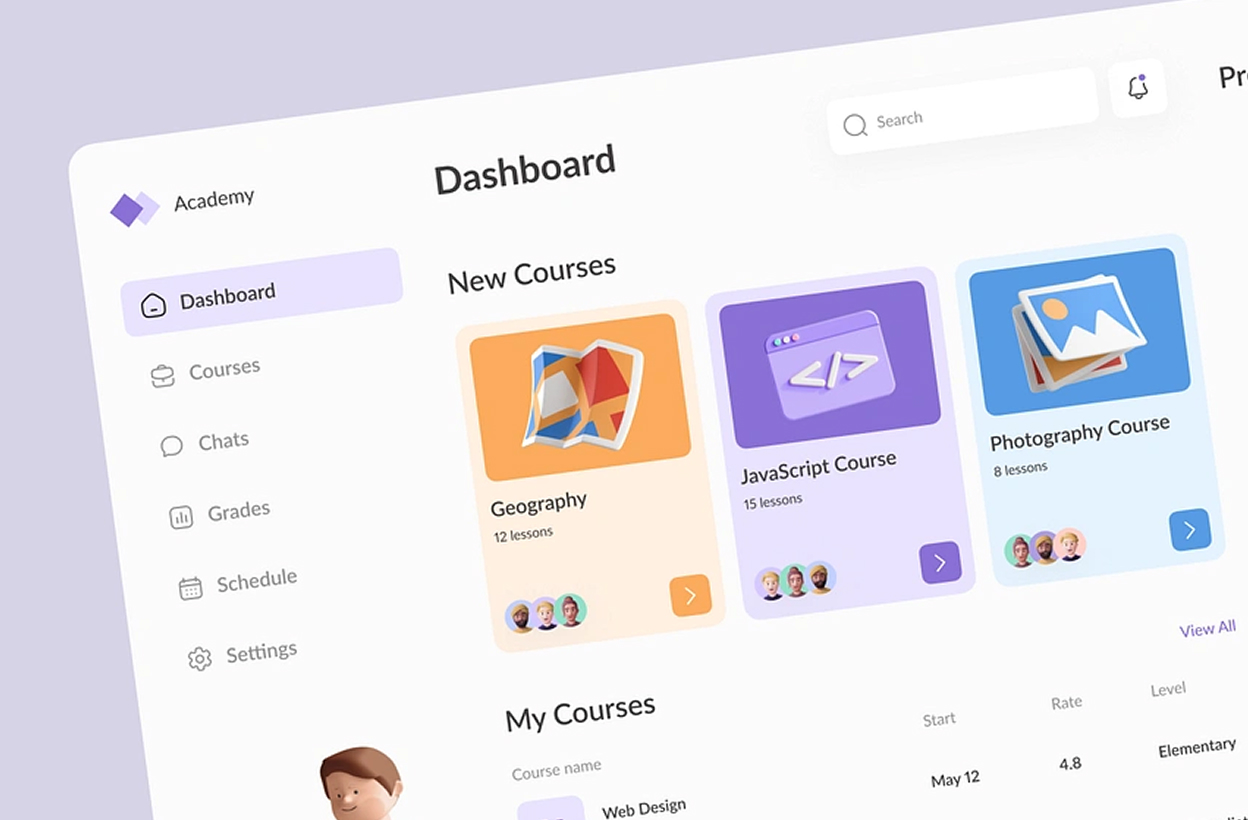 Academy
Dashboard
Courses
Chats
Grades
Schedule
Settings
Dashboard
Search
New Courses
Geography
12 lessons
JavaScript Course
15 lessons
Photography Course
8 lessons
View All
My Courses
Course name
Start
Rate
Level
Web Design
May 12
4.8
Elementary